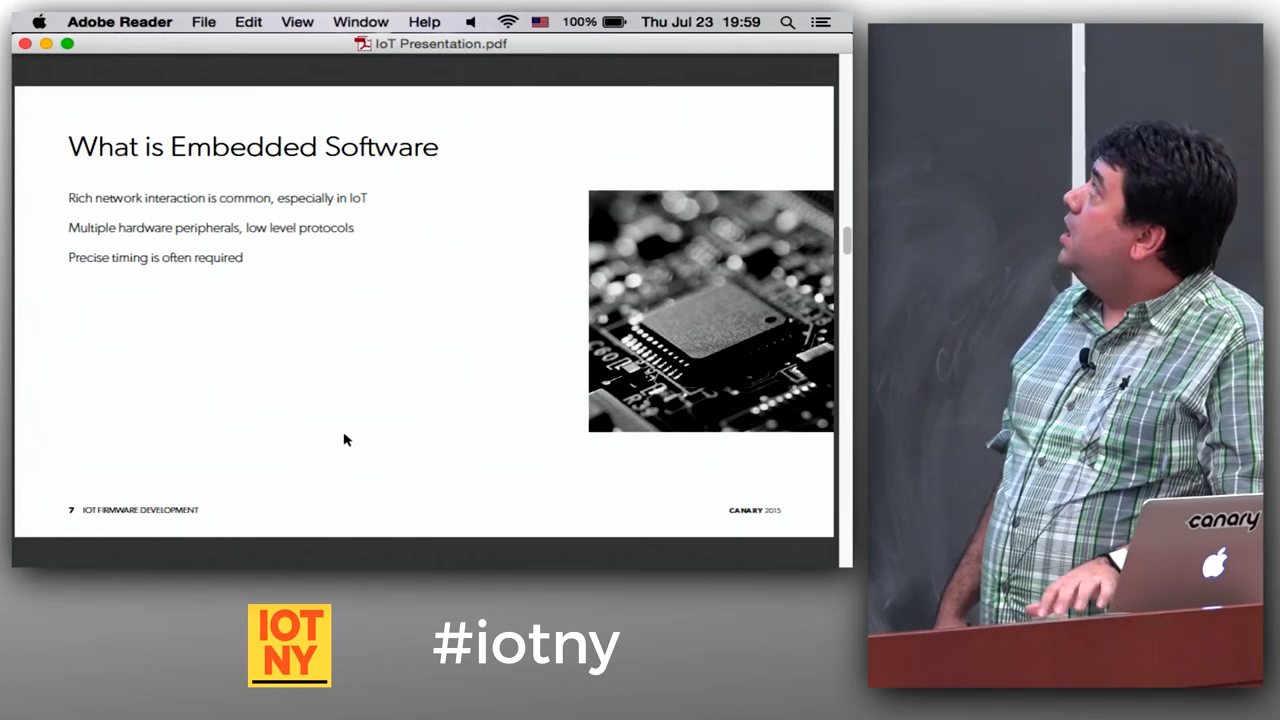 Adobe Reader File Edit View Window Help 100% Thu Jul 23 19:59
IoT Presentation.pdf
What is Embedded Software
Rich network interaction is common, especially in IoT
Multiple hardware peripherals, low level protocols
Precise timing is often required
7 IOT FIRMWARE DEVELOPMENT
CANARY 2015
canary
IOT
NY
#iotny